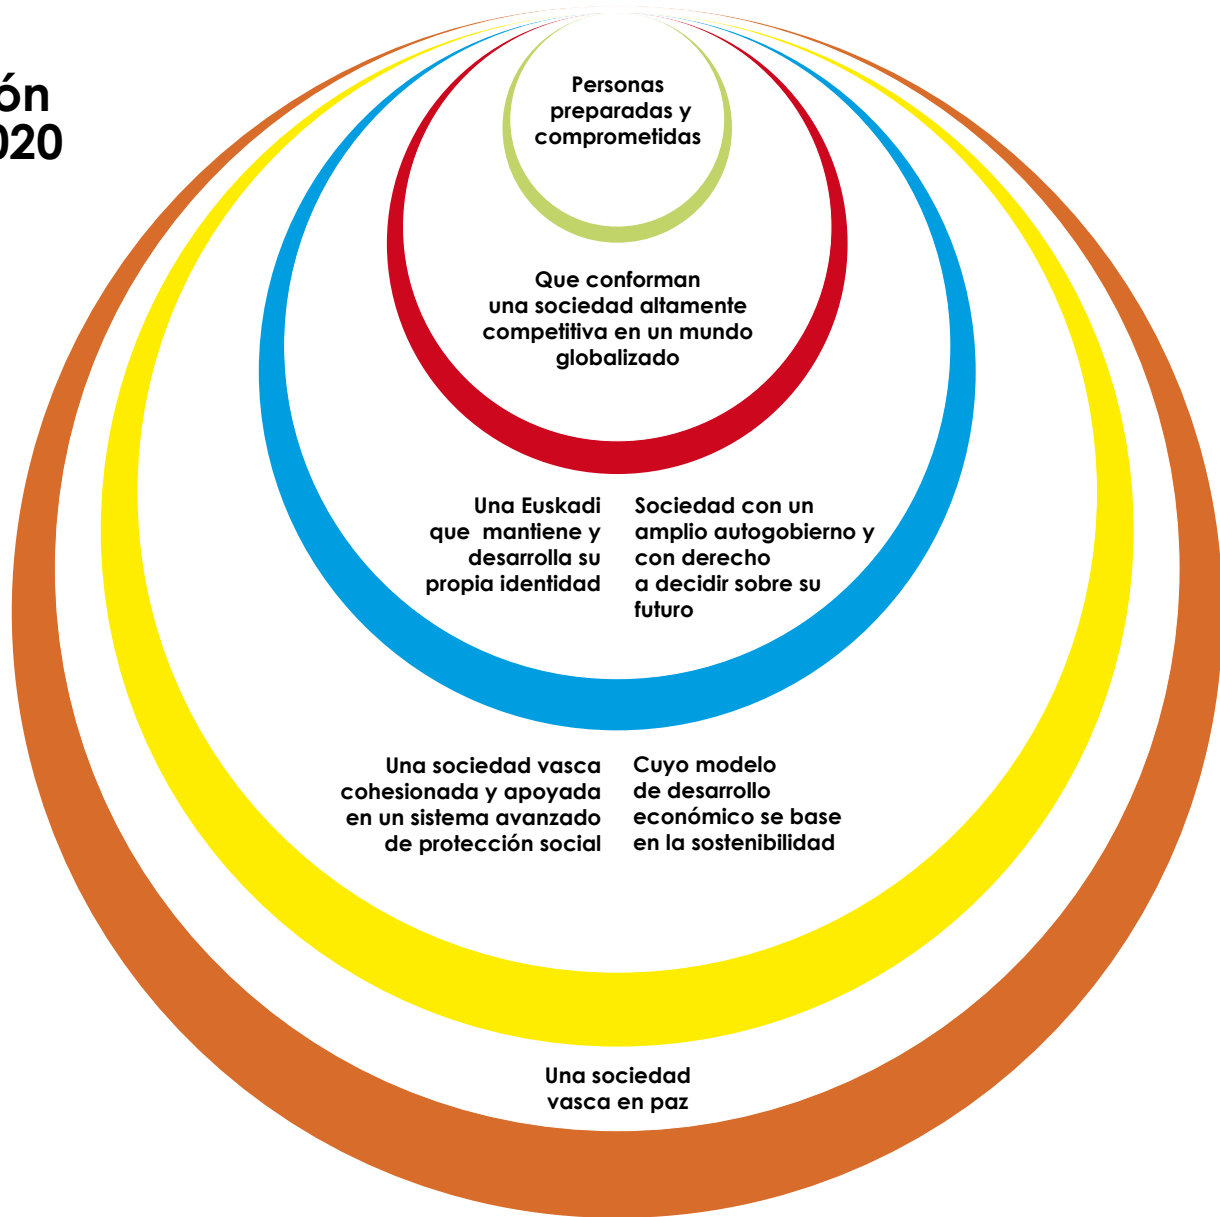 ón
020
Personas
preparadas y
comprometidas
Que conforman
una sociedad altamente
competitiva en un mundo
globalizado
Una Euskadi
que mantiene y
desarrolla su
propia identidad
Sociedad con un
amplio autogobierno y
con derecho
a decidir sobre su
futuro
Una sociedad vasca
cohesionada y apoyada
en un sistema avanzado
de protección social
Cuyo modelo
de desarrollo
económico se base
en la sostenibilidad
Una sociedad
vasca en paz